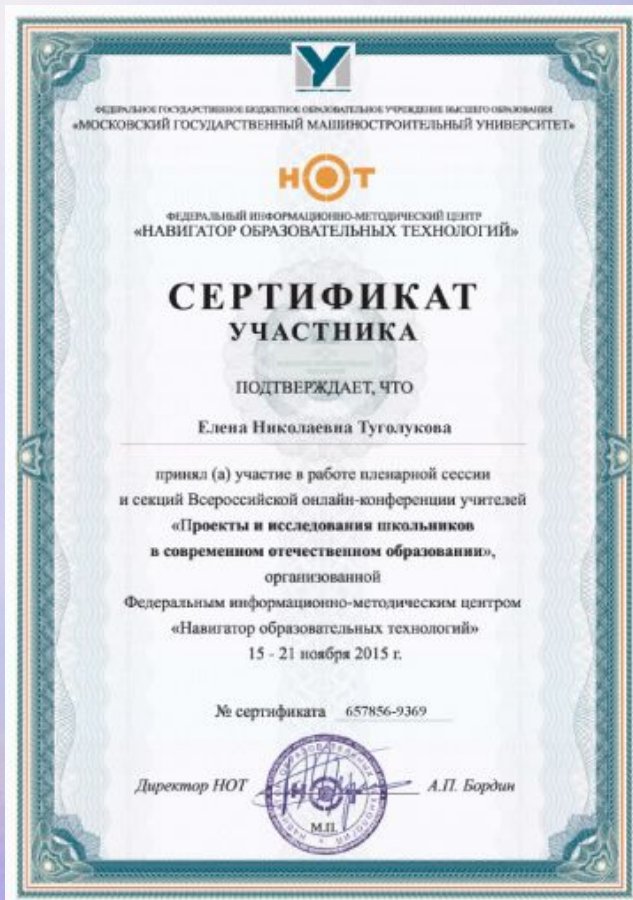 ФЕДЕРАЛЬНОЕ ГОСУДАРСТВЕННОЕ БЮДЖЕТНОЕ ОБРАЗОВАТЕЛЬНОЕ УЧРЕЖДЕНИЕ ВЫСШЕГО ОБРАЗОВАНИЯ
«МОСКОВСКИЙ ГОСУДАРСТВЕННЫЙ МАШИНОСТРОИТЕЛЬНЫЙ УНИВЕРСИТЕТ»
НОТ
ФЕДЕРАЛЬНЫЙ ИНФОРМАЦИОННО-МЕТОДИЧЕСКИЙ ЦЕНТР
«НАВИГАТОР ОБРАЗОВАТЕЛЬНЫХ ТЕХНОЛОГИЙ»
СЕРТИФИКАТ
УЧАСТНИКА
ПОДТВЕРЖДАЕТ, ЧТО
Елена Николаевна Туголукова
принял (а) участие в работе пленарной сессии
и секций Всероссийской онлайн-конференции учителей
«Проекты и исследования школьников
в современном отечественном образовании»,
организованной
Федеральным информационно-методическим центром
«Навигатор образовательных технологий»
15 - 21 ноября 2015 г.
№ сертификата 657856-9369
Директор НОТ А.П. Бордин
М.П.